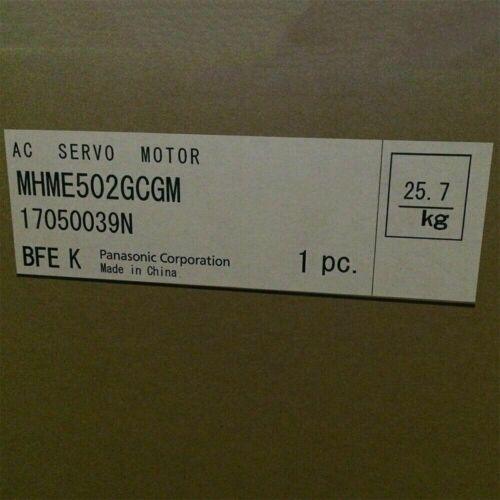 AC SERVO MOTOR
MHME502GCGM
17050039N
BFE K Panasonic Corporation
Made in China
1 pc.
25.7
kg